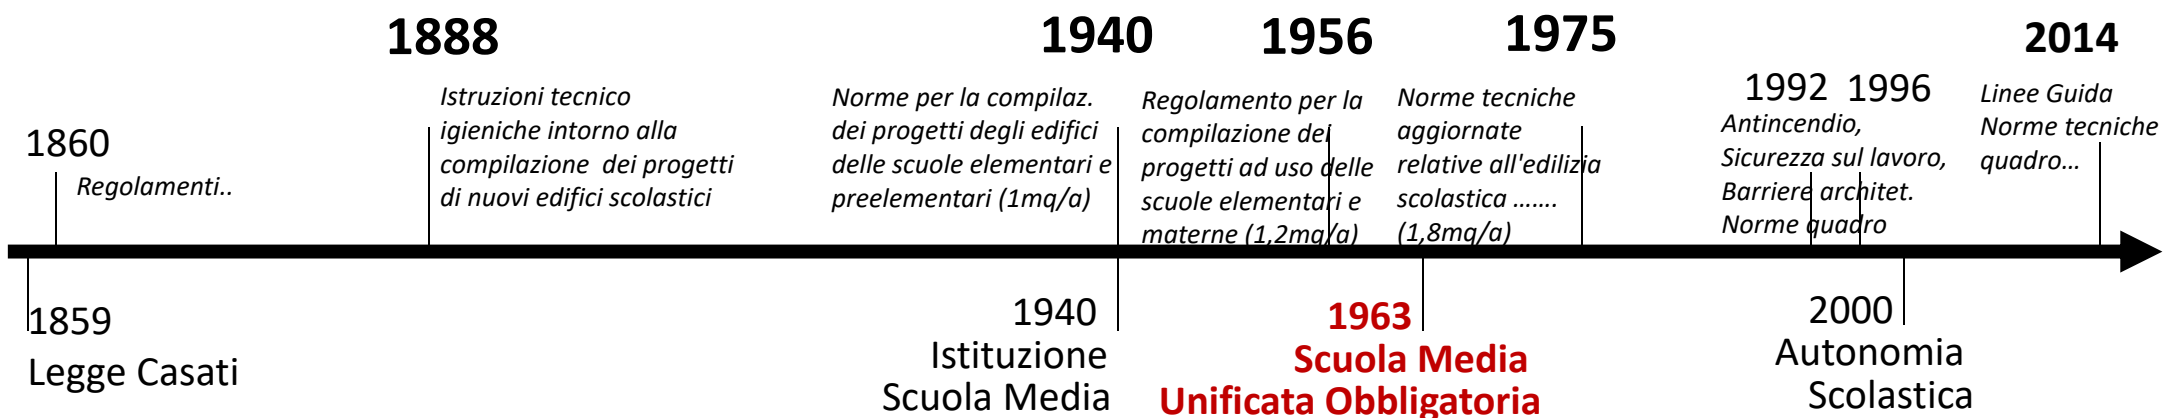 1860
Regolamenti..
1888
Istruzioni tecnico
igieniche intorno alla
compilazione dei progetti
di nuovi edifici scolastici
1940
Norme per la compilaz.
dei progetti degli edifici
delle scuole elementari e
preelementari (1mq/a)
1956
Regolamento per la
compilazione dei
progetti ad uso delle
scuole elementari e
materne (1,2mq/a)
1975
Norme tecniche
aggiornate
relative all'edilizia
scolastica …….
(1,8mq/a)
1992 1996
Antincendio,
Sicurezza sul lavoro,
Barriere architet.
Norme quadro
2014
Linee Guida
Norme tecniche
quadro…
1859
Legge Casati
1940
Istituzione
Scuola Media
1963
Scuola Media
Unificata Obbligatoria
2000
Autonomia
Scolastica